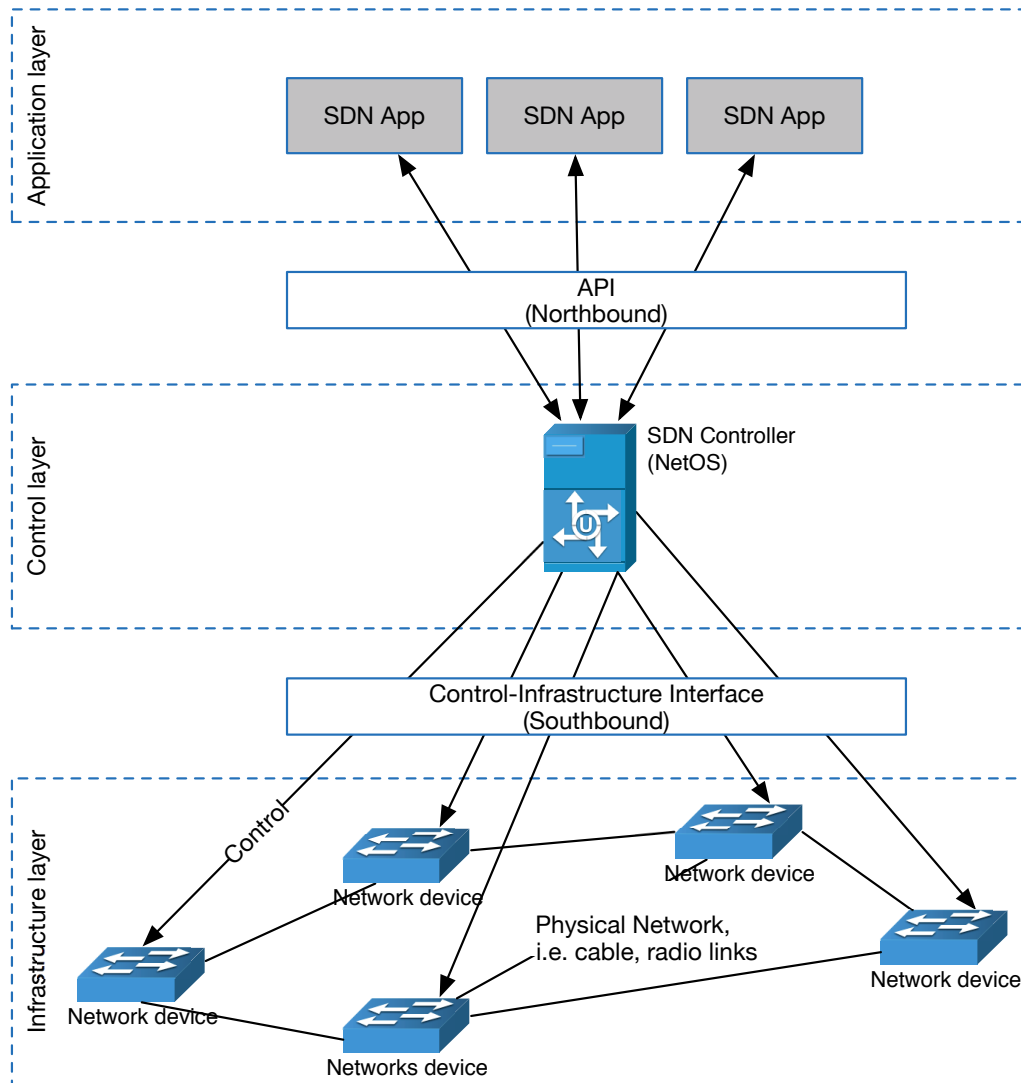 Application layer
SDN App
SDN App
SDN App
API
(Northbound)
Control layer
SDN Controller
(NetOS)
U
Control-Infrastructure Interface
(Southbound)
Infrastructure layer
Control
Network device
Network device
Physical Network,
i.e. cable, radio links
Network device
Network device
Networks device